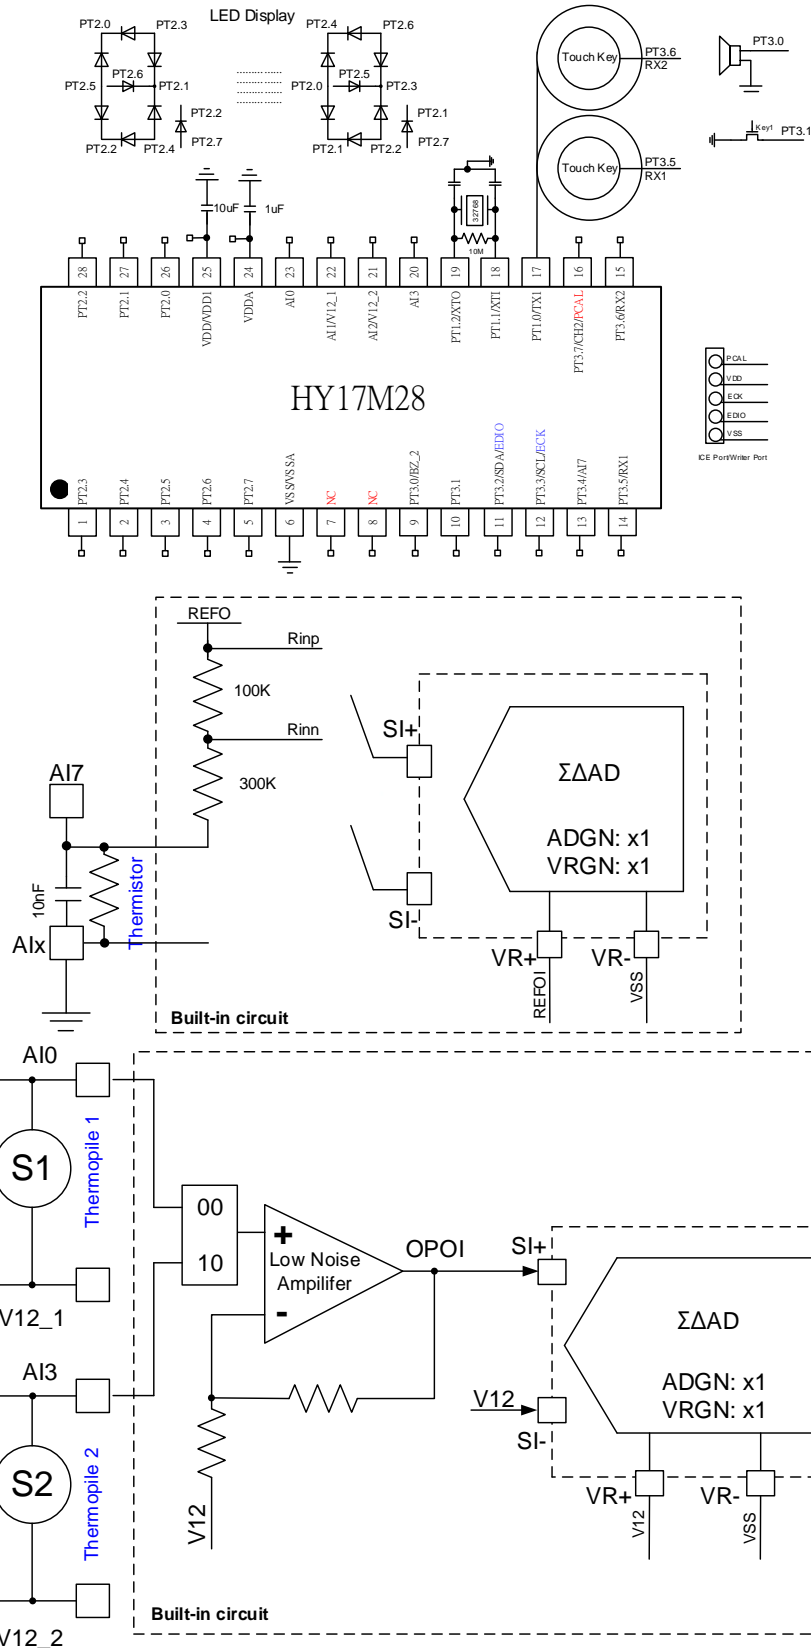 LED Display
PT2.0 PT2.3
PT2.5 PT2.6 PT2.1
PT2.2 PT2.4
PT2.2
PT2.7
PT2.4 PT2.6
PT2.0 PT2.5 PT2.3
PT2.1 PT2.2
PT2.1
PT2.7
Touch Key PT3.6
RX2
Touch Key PT3.5
RX1
PT3.0
Key1 PT3.1
10uF
1uF
32768
10M
28 27 26 25 24 23 22 21 20 19 18 17 16 15
PT2.2
PT2.1
PT2.0
VDD/VDD1
VDDA
AI0
AI1/V12_1
AI2/V12_2
AI3
PT1.2/XTO
PT1.1/XTI
PT1.0/TX1
PT3.7/CH2/PCAL
PT3.6/RX2
HY17M28
PT2.3
PT2.4
PT2.5
PT2.6
PT2.7
VSS/VSSA
NC
NC
PT3.0/BZ_2
PT3.1
PT3.2/SDA/EDIO
PT3.3/SCL/ECK
PT3.4/AI7
PT3.5/RX1
1 2 3 4 5 6 7 8 9 10 11 12 13 14
PCAL
VDD
ECK
EDIO
VSS
ICE Port/Writer Port
REFO
Rinp
100K
Rinn
300K
AI7
10nF
Thermistor
AIx
SI+
SI-
ΣΔAD
ADGN: x1
VRGN: x1
VR+
VR-
REFOI
VSS
Built-in circuit
AI0
S1
Thermopile 1
V12_1
AI3
S2
Thermopile 2
V12_2
00
10
+
Low Noise
Ampilifer
-
OPOI
V12
SI+
V12
SI-
ΣΔAD
ADGN: x1
VRGN: x1
VR+
VR-
V12
VSS
Built-in circuit